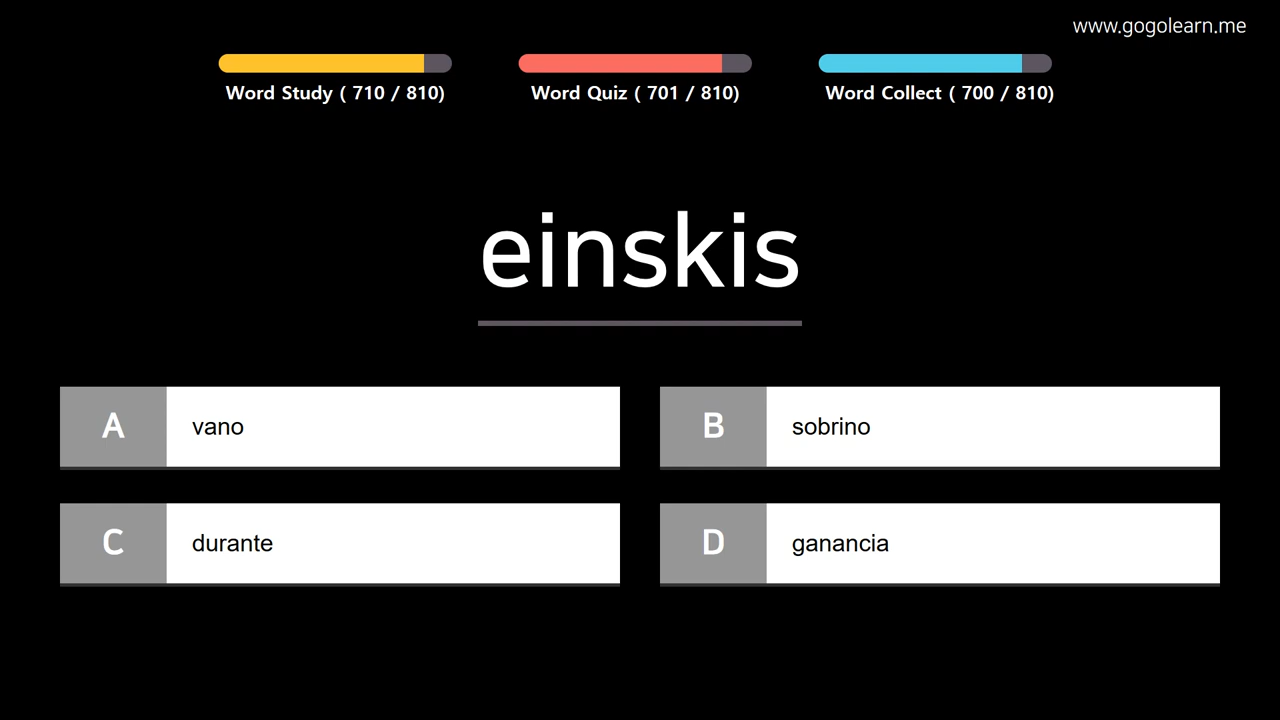 www.gogolearn.me
Word Study ( 710 / 810)
Word Quiz ( 701 / 810)
Word Collect ( 700 / 810)
einskis
A vano
B sobrino
C durante
D ganancia